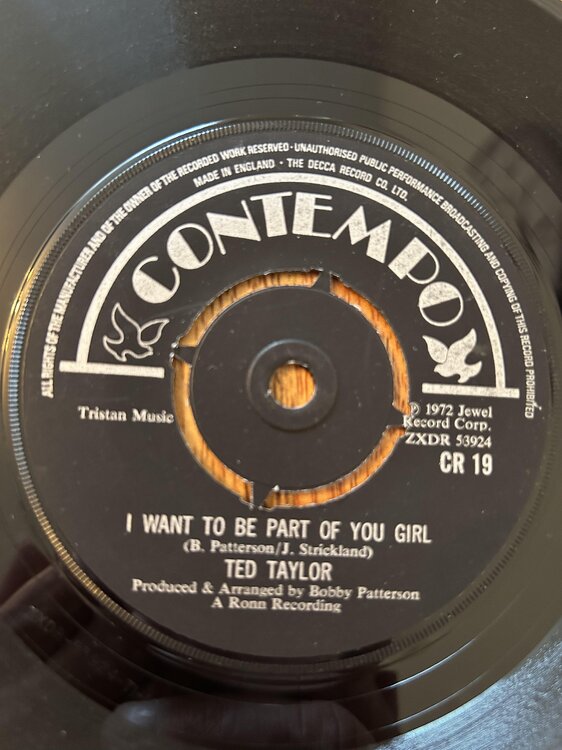 ALL RIGHTS OF THE MANUFACTURER AND OF THE OWNER OF THE RECORDED WORK RESERVED · UNAUTHORISED PUBLIC PERFORMANCE BROADCASTING AND COPYING OF THIS RECORD PROHIBITED
MADE IN ENGLAND · THE DECCA RECORD CO. LTD.
CONTEMPO
Tristan Music
℗ 1972 Jewel
Record Corp.
ZXDR 53924
CR 19
I WANT TO BE PART OF YOU GIRL
(B. Patterson/J. Strickland)
TED TAYLOR
Produced & Arranged by Bobby Patterson
A Ronn Recording